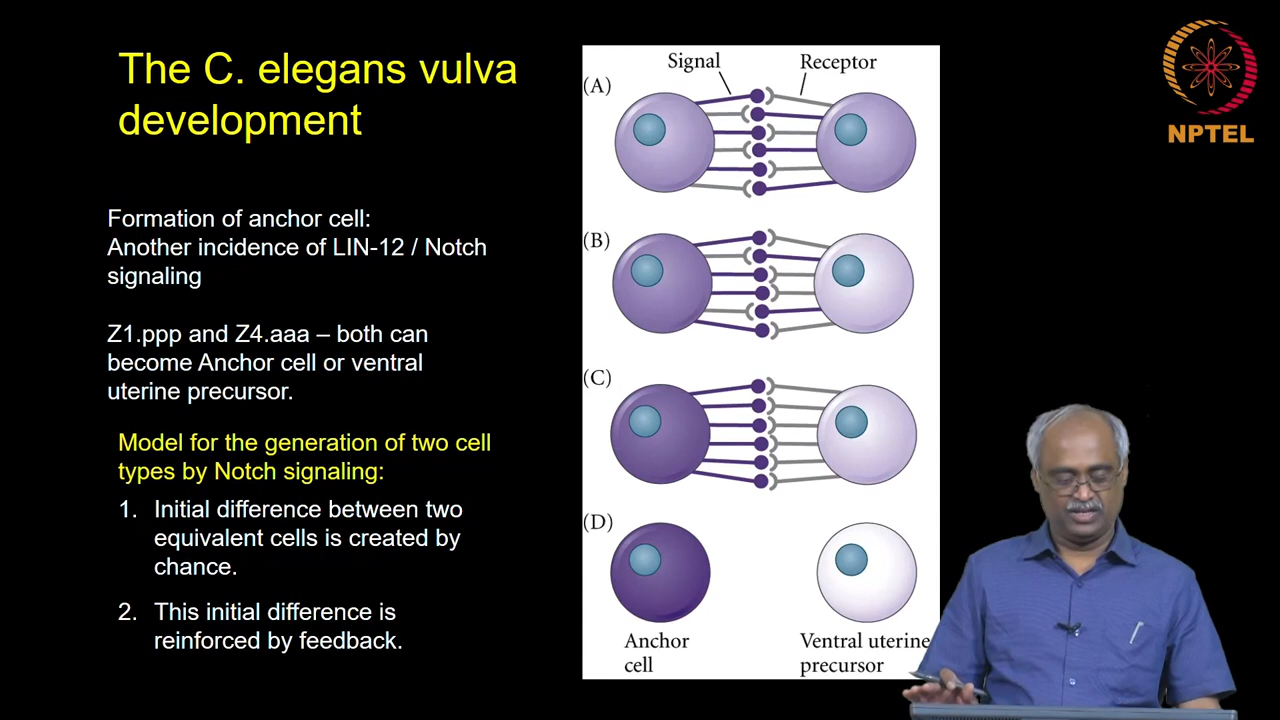 The C. elegans vulva
development
Formation of anchor cell:
Another incidence of LIN-12 / Notch
signaling
Z1.ppp and Z4.aaa – both can
become Anchor cell or ventral
uterine precursor.
Model for the generation of two cell
types by Notch signaling:
1. Initial difference between two
equivalent cells is created by
chance.
2. This initial difference is
reinforced by feedback.
Signal
Receptor
(A)
(B)
(C)
(D)
Anchor
cell
Ventral uterine
precursor
NPTEL